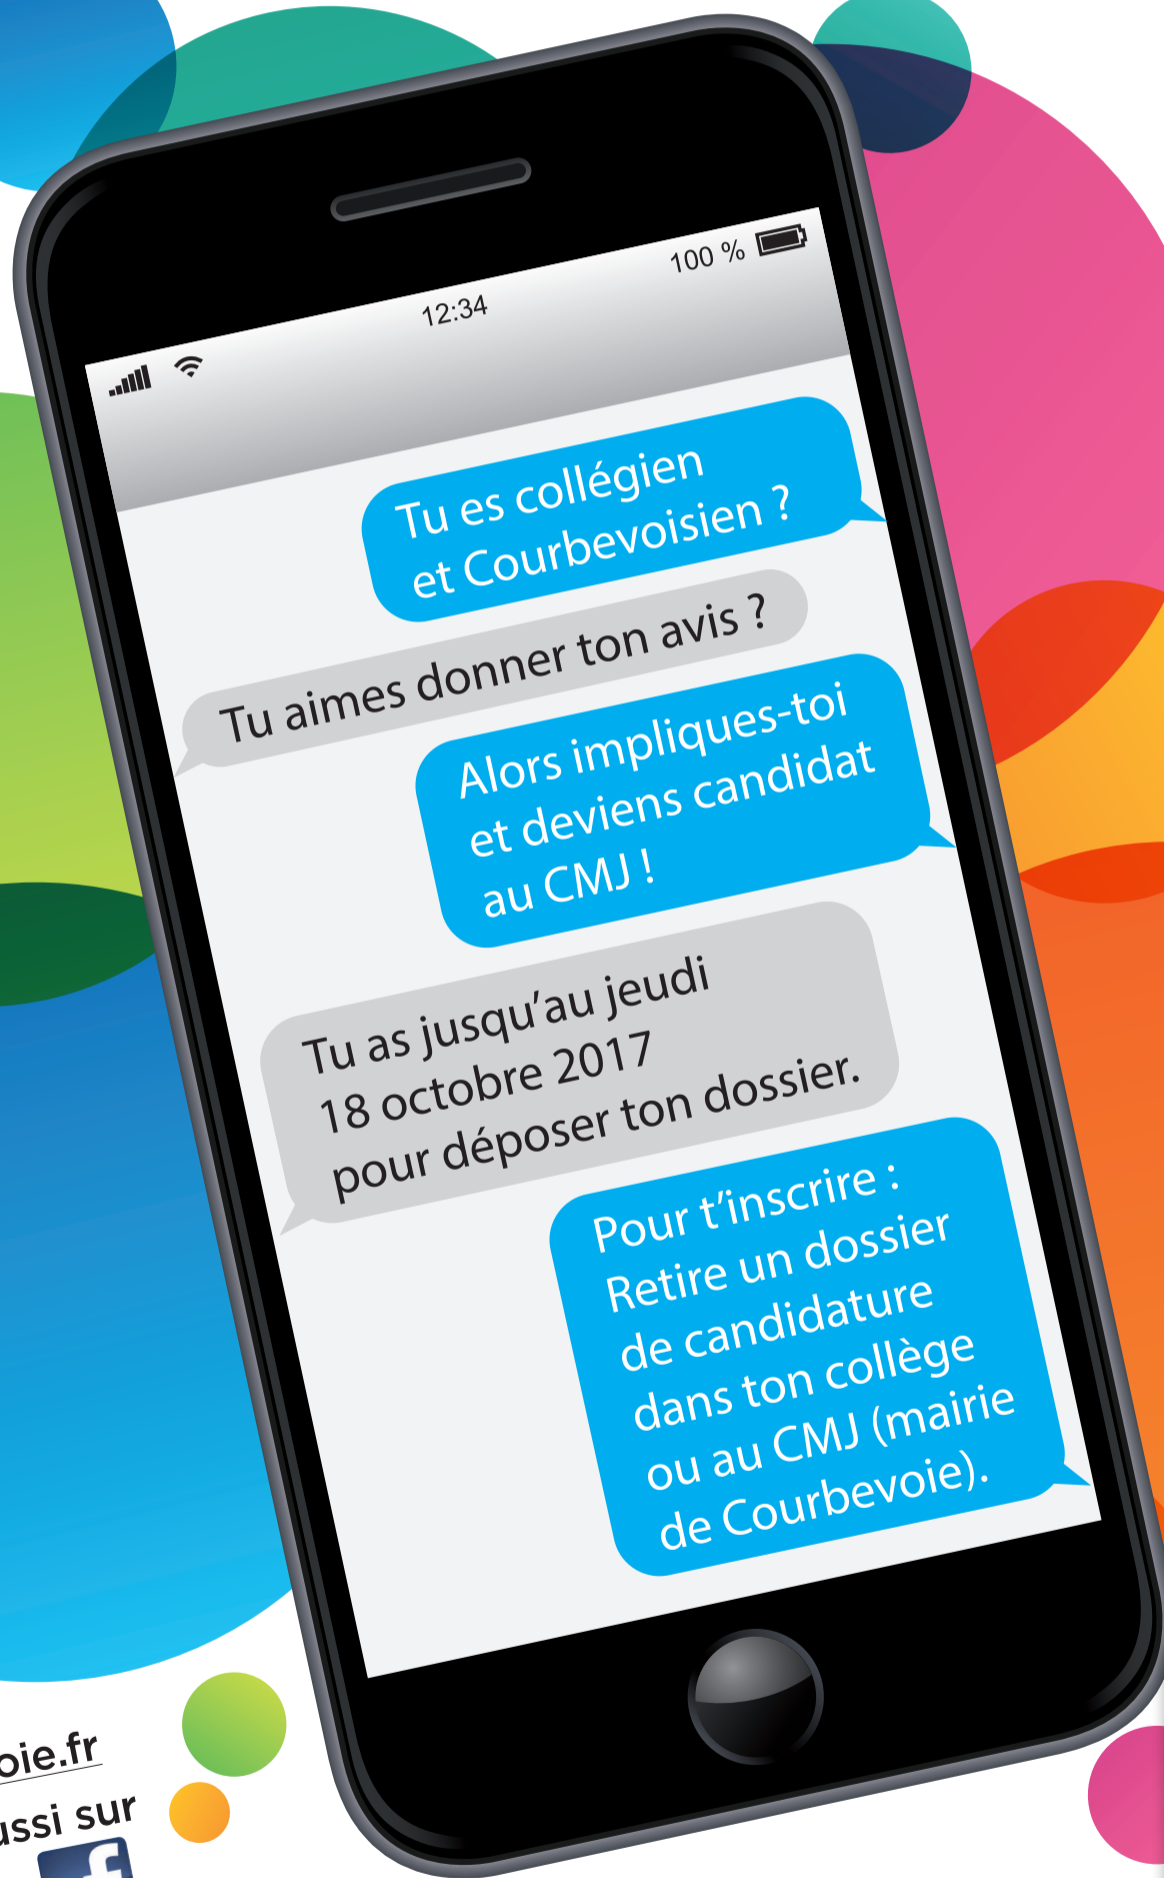 100 %
12:34
Tu es collégien
et Courbevoisien ?
Tu aimes donner ton avis ?
Alors impliques-toi
et deviens candidat
au CMJ !
Tu as jusqu’au jeudi
18 octobre 2017
pour déposer ton dossier.
Pour t’inscrire :
Retire un dossier
de candidature
dans ton collège
ou au CMJ (mairie
de Courbevoie).
oie.fr
ussi sur
f